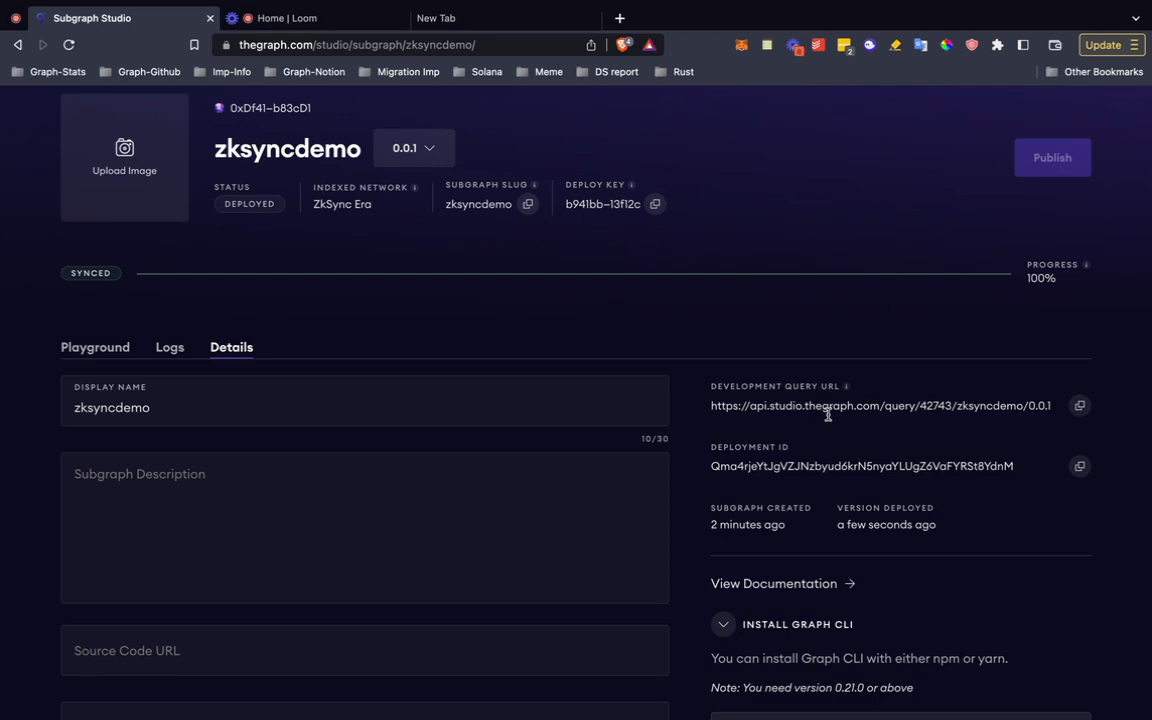 Subgraph Studio
Home | Loom
New Tab
thegraph.com/studio/subgraph/zksyncdemo/
4
8
2
Update
Graph-Stats
Graph-Github
Imp-Info
Graph-Notion
Migration Imp
Solana
Meme
DS report
Rust
Other Bookmarks
0xDf41–b83cD1
Upload Image
zksyncdemo
0.0.1
Publish
STATUS
DEPLOYED
INDEXED NETWORK
ZkSync Era
SUBGRAPH SLUG
zksyncdemo
DEPLOY KEY
b941bb–13f12c
SYNCED
PROGRESS
100%
Playground
Logs
Details
DISPLAY NAME
zksyncdemo
10/30
Subgraph Description
Source Code URL
DEVELOPMENT QUERY URL
https://api.studio.thegraph.com/query/42743/zksyncdemo/0.0.1
DEPLOYMENT ID
Qma4rjeYtJgVZJNzbyud6krN5nyaYLUgZ6VaFYRSt8YdnM
SUBGRAPH CREATED
2 minutes ago
VERSION DEPLOYED
a few seconds ago
View Documentation
INSTALL GRAPH CLI
You can install Graph CLI with either npm or yarn.
Note: You need version 0.21.0 or above